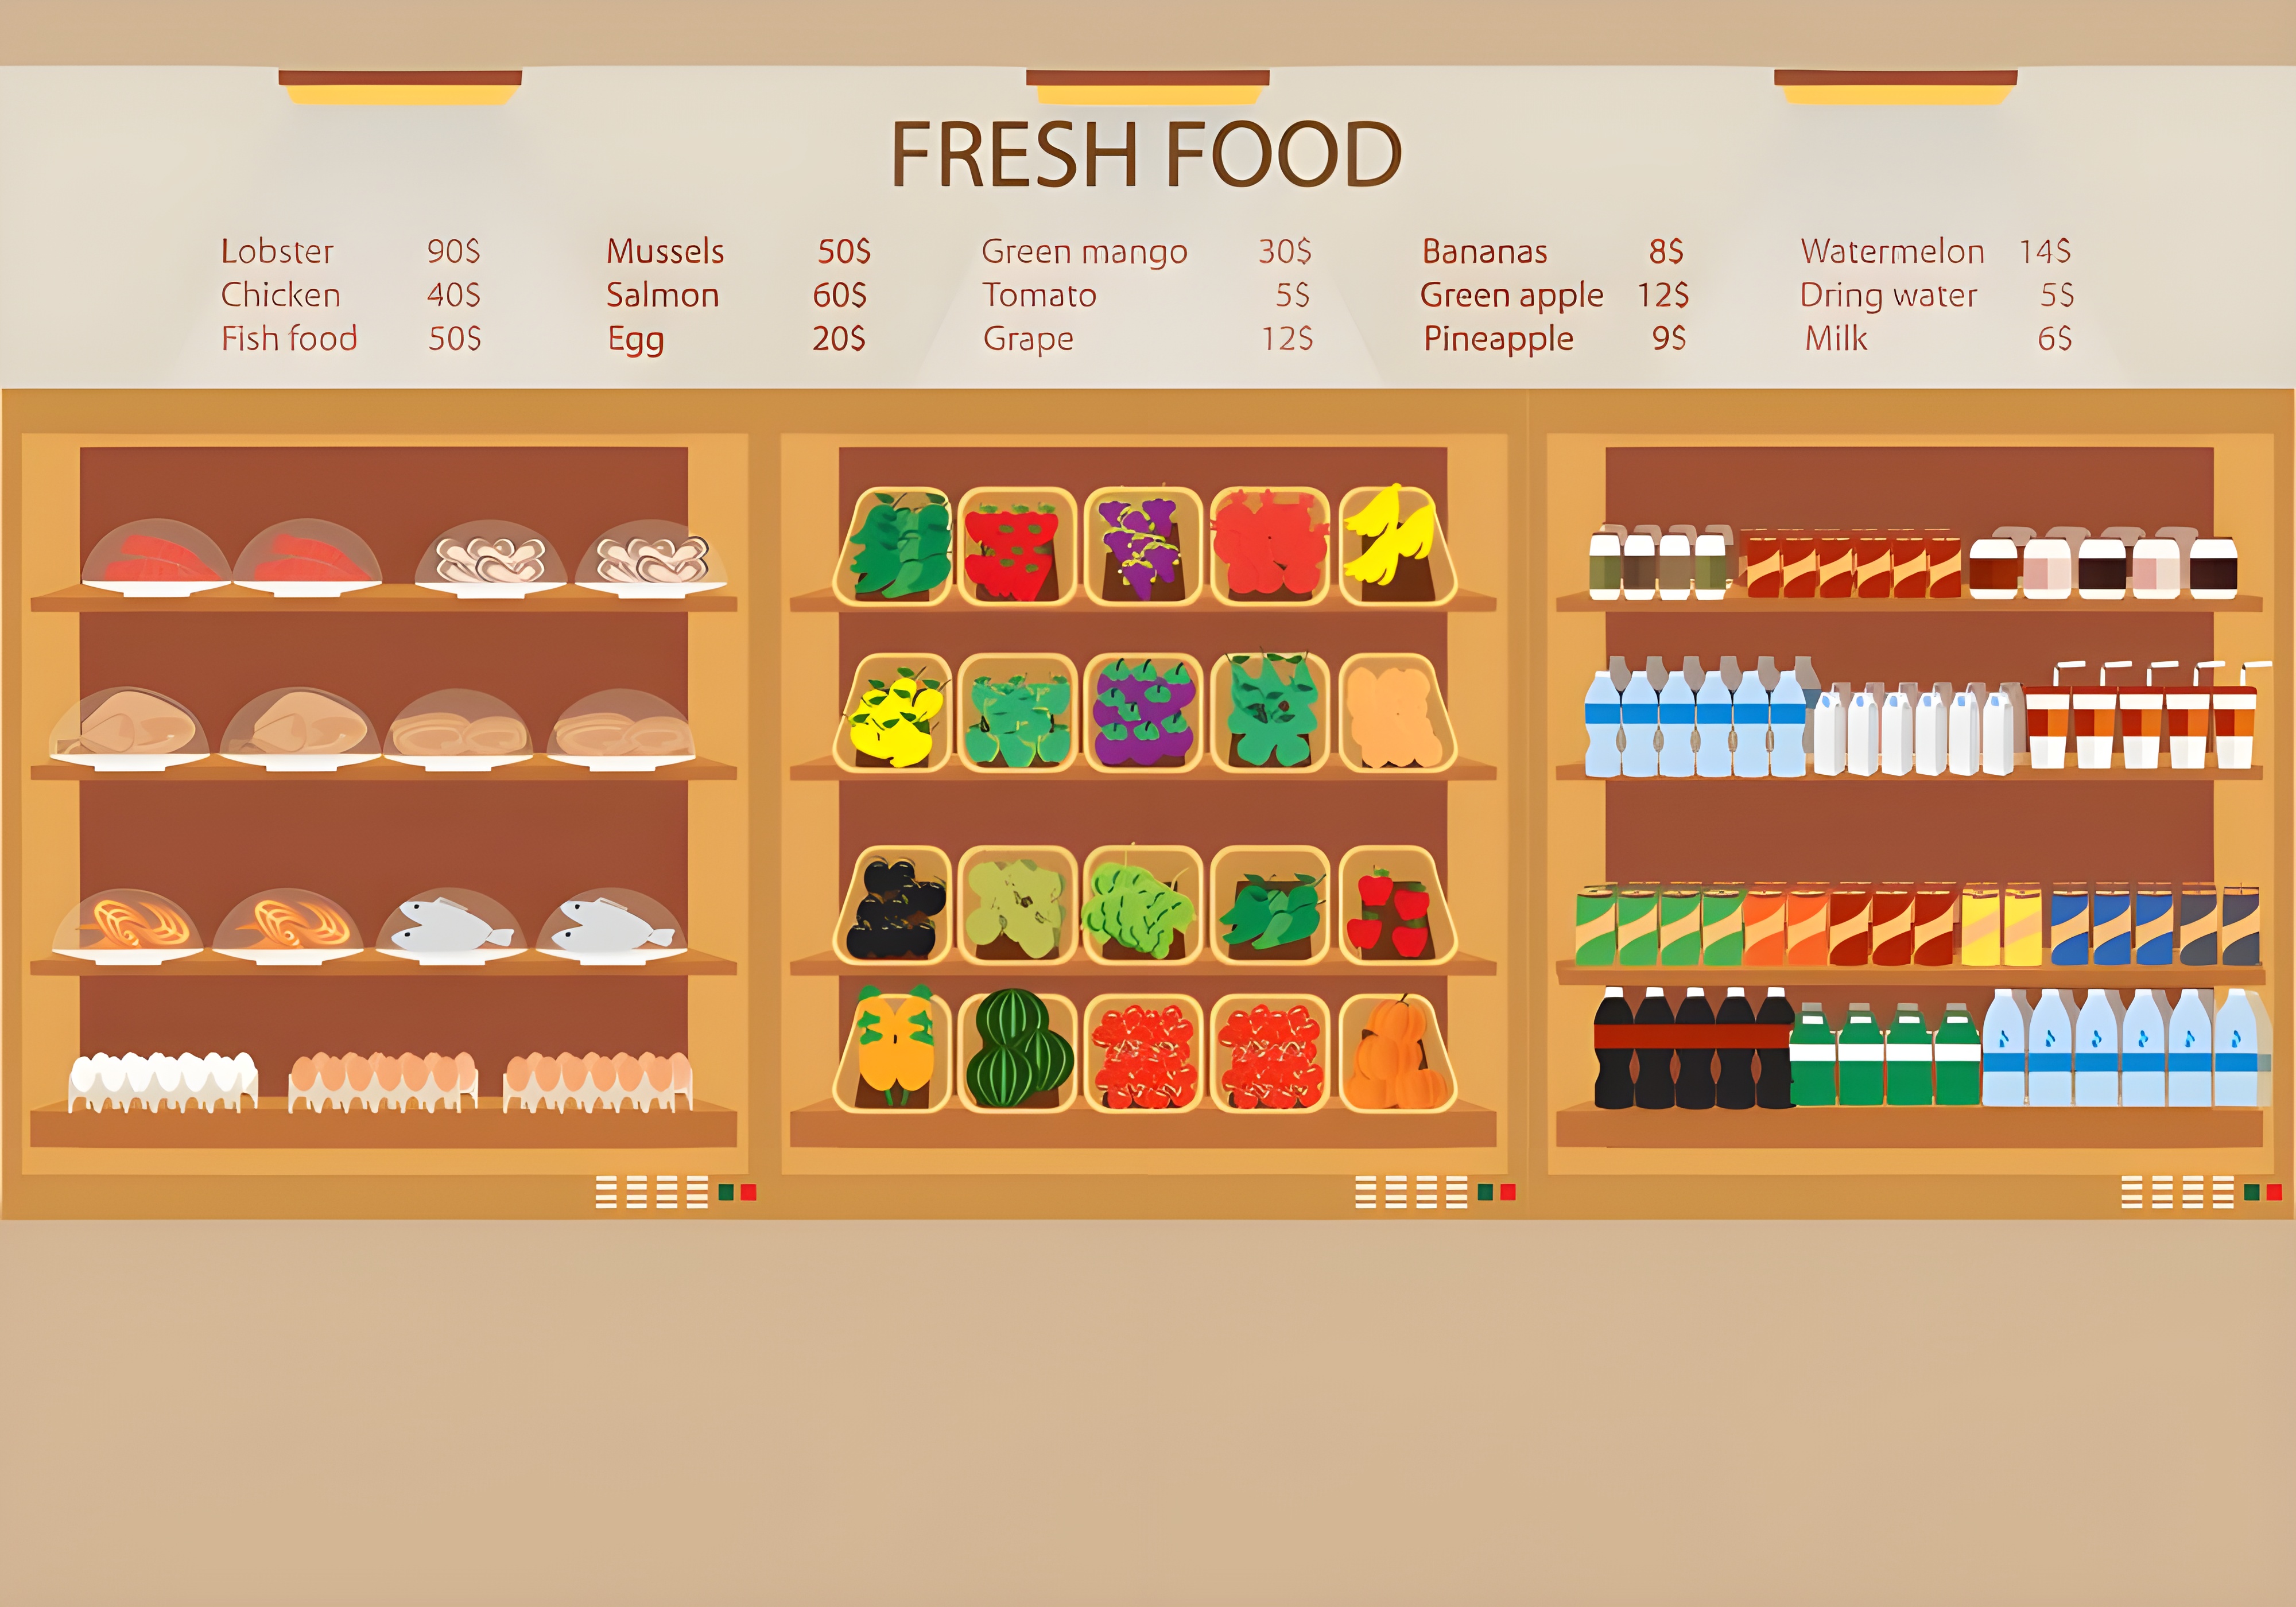 FRESH FOOD
Lobster 90$ Mussels 50$ Green mango 30$ Bananas 8$ Watermelon 14$
Chicken 40$ Salmon 60$ Tomato 5$ Green apple 12$ Dring water 5$
Fish food 50$ Egg 20$ Grape 12$ Pineapple 9$ Milk 6$